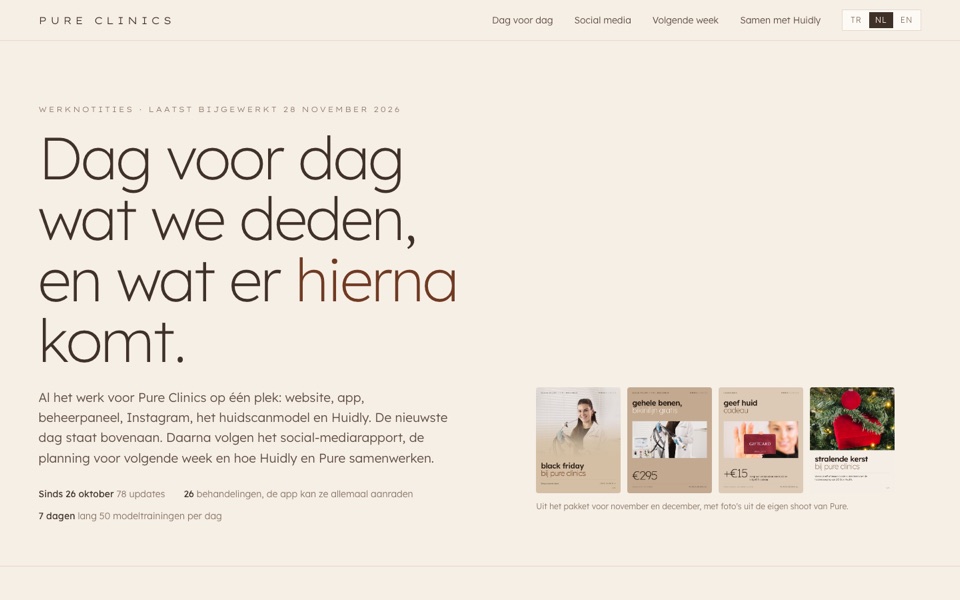 PURE CLINICS
Dag voor dag
Social media
Volgende week
Samen met Huidly
TR
NL
EN
WERKNOTITIES · LAATST BIJGEWERKT 28 NOVEMBER 2026
Dag voor dag
wat we deden,
en wat er hierna
komt.
Al het werk voor Pure Clinics op één plek: website, app,
beheerpaneel, Instagram, het huidscanmodel en Huidly. De nieuwste
dag staat bovenaan. Daarna volgen het social-mediarapport, de
planning voor volgende week en hoe Huidly en Pure samenwerken.
Sinds 26 oktober 78 updates
26 behandelingen, de app kan ze allemaal aanraden
7 dagen lang 50 modeltrainingen per dag
black friday
bij pure clinics
gehele benen,
bikinilijn gratis
€295
geef huid
cadeau
GIFTCARD
+€15
stralende kerst
bij pure clinics
Uit het pakket voor november en december, met foto's uit de eigen shoot van Pure.